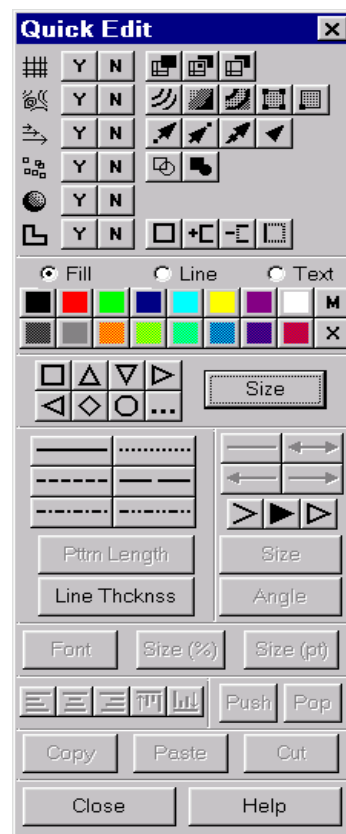 Quick Edit
Y N
Y N
Y N
Y N
Y N
Y N
Fill Line Text
M
X
Size
...
Pttrn Length Size
Line Thcknss Angle
Font Size (%) Size (pt)
Push Pop
Copy Paste Cut
Close Help